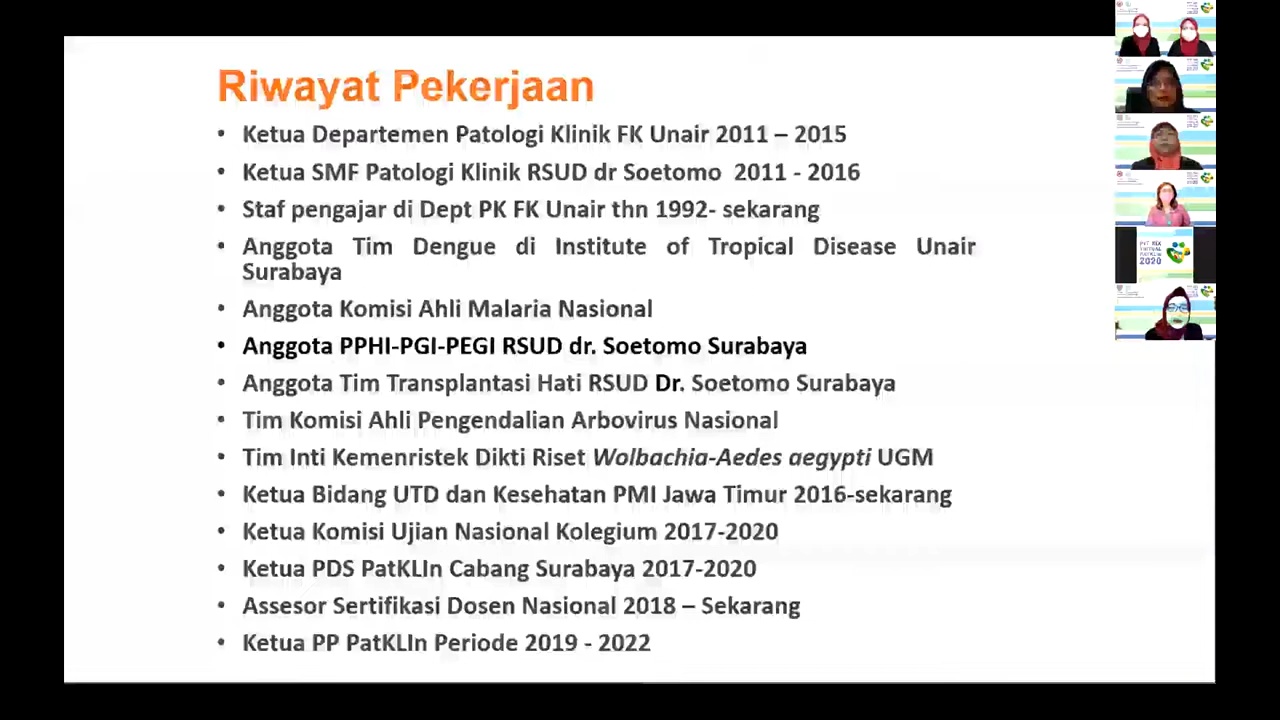 Riwayat Pekerjaan
• Ketua Departemen Patologi Klinik FK Unair 2011 – 2015
• Ketua SMF Patologi Klinik RSUD dr Soetomo 2011 - 2016
• Staf pengajar di Dept PK FK Unair thn 1992- sekarang
• Anggota Tim Dengue di Institute of Tropical Disease Unair
Surabaya
• Anggota Komisi Ahli Malaria Nasional
• Anggota PPHI-PGI-PEGI RSUD dr. Soetomo Surabaya
• Anggota Tim Transplantasi Hati RSUD Dr. Soetomo Surabaya
• Tim Komisi Ahli Pengendalian Arbovirus Nasional
• Tim Inti Kemenristek Dikti Riset Wolbachia-Aedes aegypti UGM
• Ketua Bidang UTD dan Kesehatan PMI Jawa Timur 2016-sekarang
• Ketua Komisi Ujian Nasional Kolegium 2017-2020
• Ketua PDS PatKLIn Cabang Surabaya 2017-2020
• Assesor Sertifikasi Dosen Nasional 2018 – Sekarang
• Ketua PP PatKLIn Periode 2019 - 2022
VIRTUAL
PATKLIN
2020